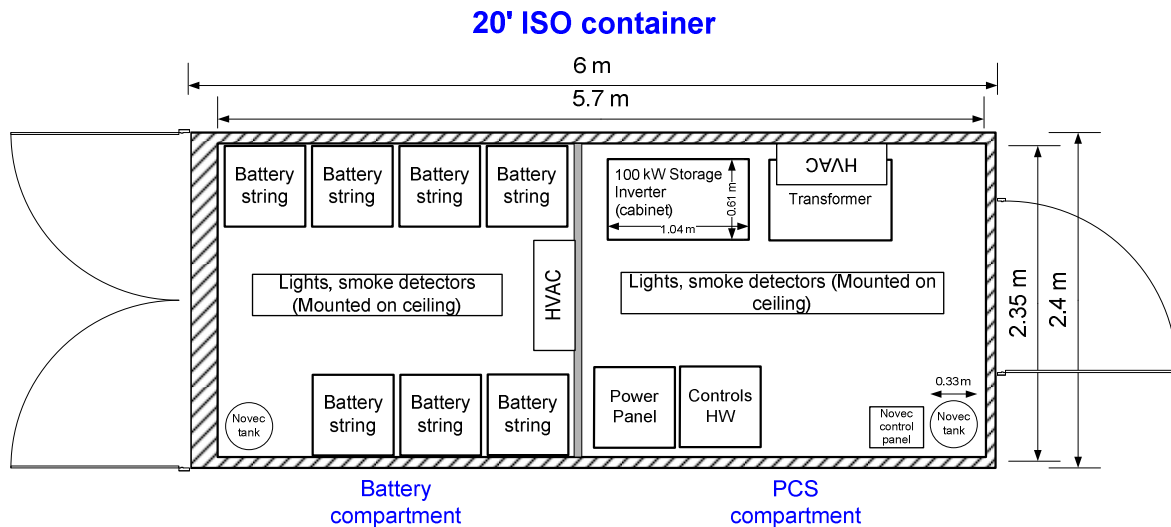 20' ISO container
6 m
5.7 m
Battery
string
Battery
string
Battery
string
Battery
string
100 kW Storage
Inverter
(cabinet)
0.61 m
1.04 m
HVAC
Transformer
Lights, smoke detectors
(Mounted on ceiling)
HVAC
Lights, smoke detectors (Mounted on
ceiling)
2.35 m
2.4 m
Novec
tank
Battery
string
Battery
string
Battery
string
Power
Panel
Controls
HW
Novec
control
panel
0.33m
Novec
tank
Battery
compartment
PCS
compartment